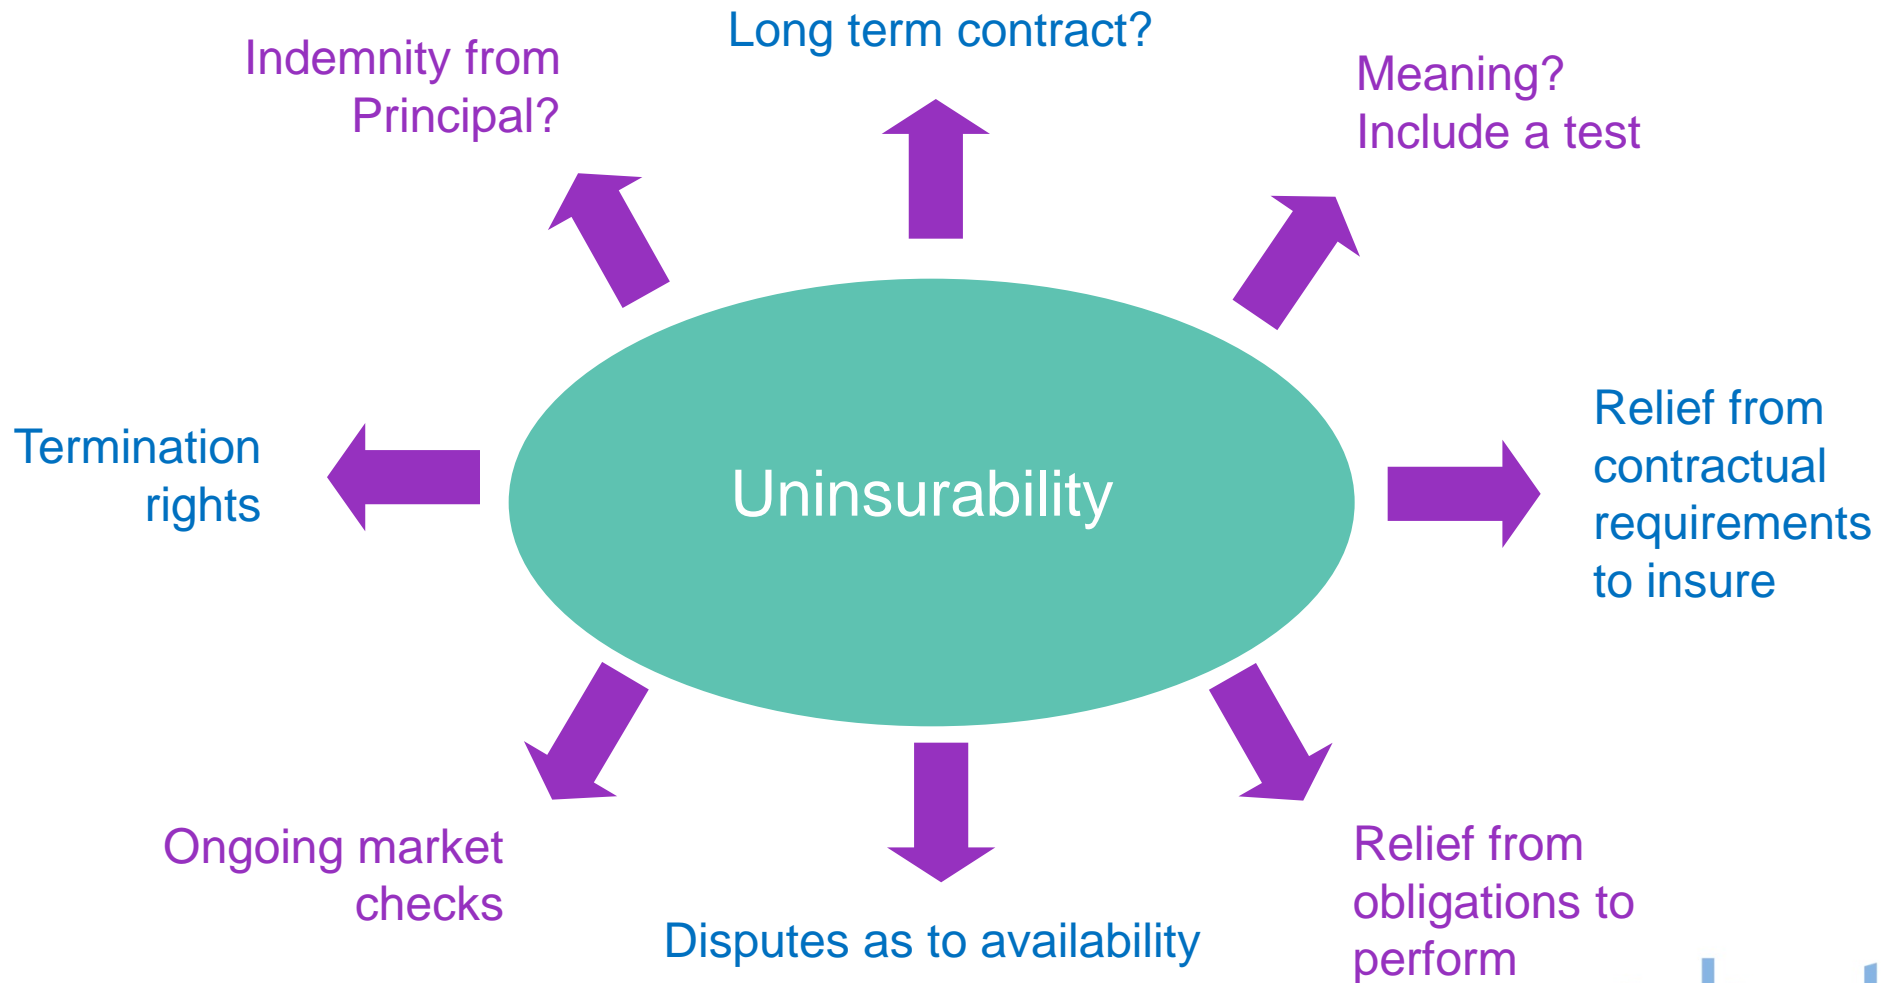 Long term contract?
Indemnity from
Principal?
Meaning?
Include a test
Termination
rights
Uninsurability
Relief from
contractual
requirements
to insure
Ongoing market
checks
Disputes as to availability
Relief from
obligations to
perform